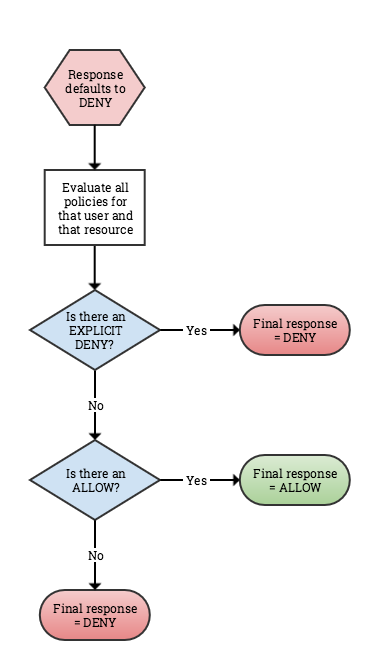 Response
defaults to
DENY
Evaluate all
policies for
that user and
that resource
Is there an
EXPLICIT
DENY?
Yes
Final response
= DENY
No
Is there an
ALLOW?
Yes
Final response
= ALLOW
No
Final response
= DENY